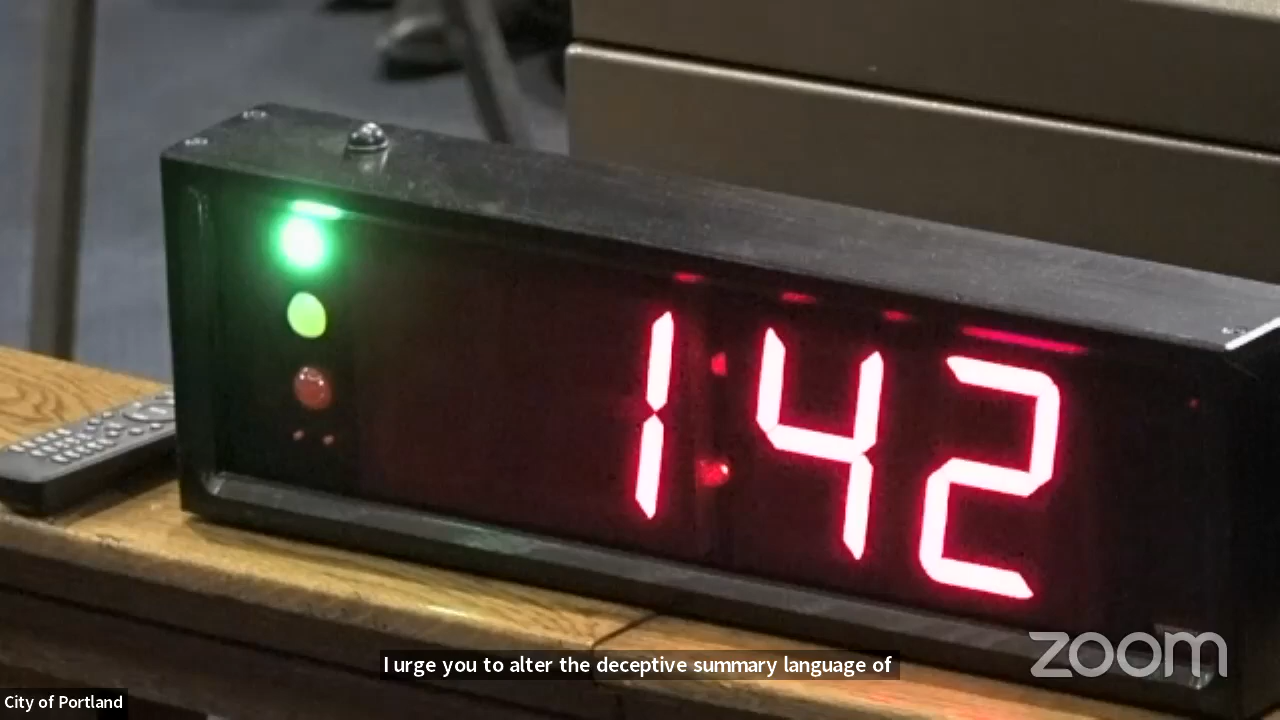 1:42
I urge you to alter the deceptive summary language of
zoom
City of Portland